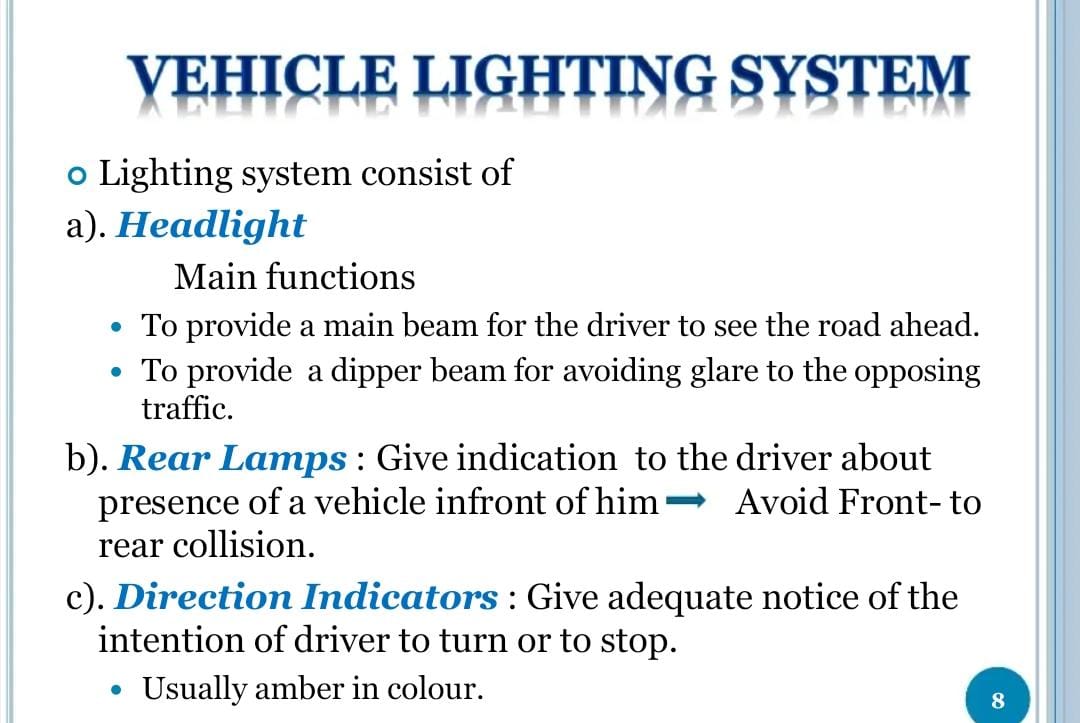 VEHICLE LIGHTING SYSTEM
Lighting system consist of
a). Headlight
Main functions
• To provide a main beam for the driver to see the road ahead.
• To provide a dipper beam for avoiding glare to the opposing
traffic.
b). Rear Lamps : Give indication to the driver about
presence of a vehicle infront of him ➡ Avoid Front- to
rear collision.
c). Direction Indicators : Give adequate notice of the
intention of driver to turn or to stop.
• Usually amber in colour.
8